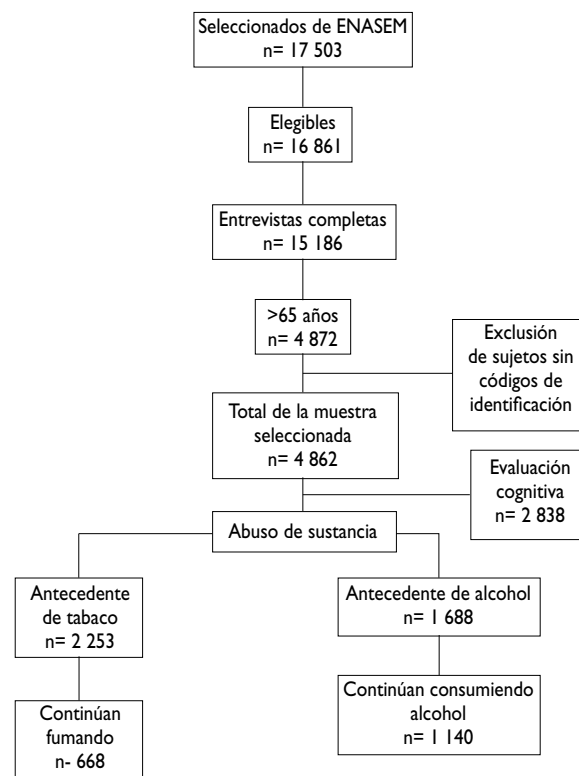 Seleccionados de ENASEM
n= 17 503
Elegibles
n= 16 861
Entrevistas completas
n= 15 186
>65 años
n= 4 872
Exclusión
de sujetos sin
códigos de
identificación
Total de la muestra
seleccionada
n= 4 862
Evaluación
cognitiva
n= 2 838
Abuso de sustancia
Antecedente
de tabaco
n= 2 253
Antecedente de alcohol
n= 1 688
Continúan
fumando
n- 668
Continúan consumiendo
alcohol
n= 1 140